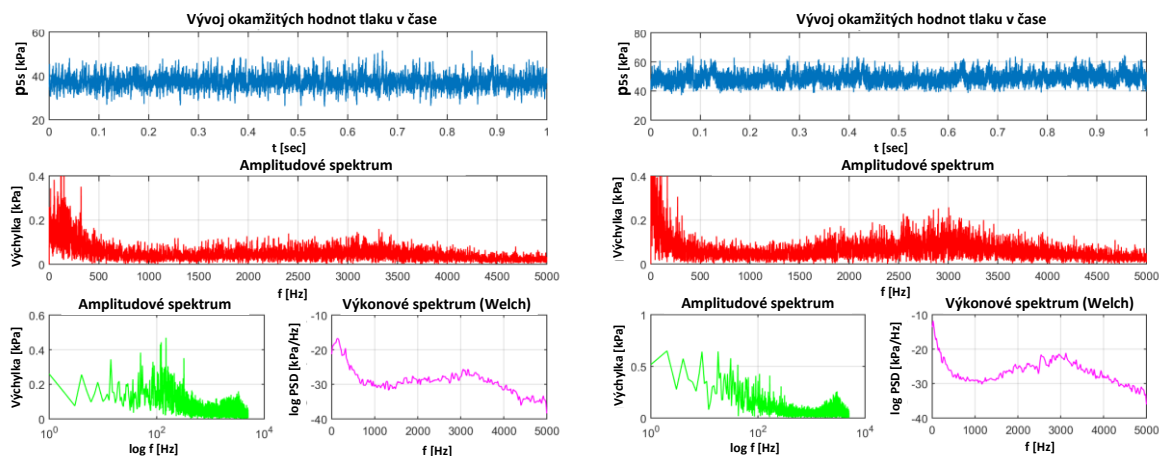 Vývoj okamžitých hodnot tlaku v čase
60
40
20
p5s [kPa]
0 0.1 0.2 0.3 0.4 0.5 0.6 0.7 0.8 0.9 1
t [sec]
Amplitudové spektrum
0.4
0.2
0
Výchylka [kPa]
0 500 1000 1500 2000 2500 3000 3500 4000 4500 5000
f [Hz]
Amplitudové spektrum
0.6
0.4
0.2
0
Výchylka [kPa]
10^0 10^2 10^4
log f [Hz]
Výkonové spektrum (Welch)
-10
-20
-30
-40
log PSD [kPa/Hz]
0 1000 2000 3000 4000 5000
f [Hz]
Vývoj okamžitých hodnot tlaku v čase
80
60
40
20
p5s [kPa]
0 0.1 0.2 0.3 0.4 0.5 0.6 0.7 0.8 0.9 1
t [sec]
Amplitudové spektrum
0.4
0.2
0
Výchylka [kPa]
0 500 1000 1500 2000 2500 3000 3500 4000 4500 5000
f [Hz]
Amplitudové spektrum
1
0.5
0
Výchylka [kPa]
10^0 10^2 10^4
log f [Hz]
Výkonové spektrum (Welch)
-10
-20
-30
-40
log PSD [kPa/Hz]
0 1000 2000 3000 4000 5000
f [Hz]